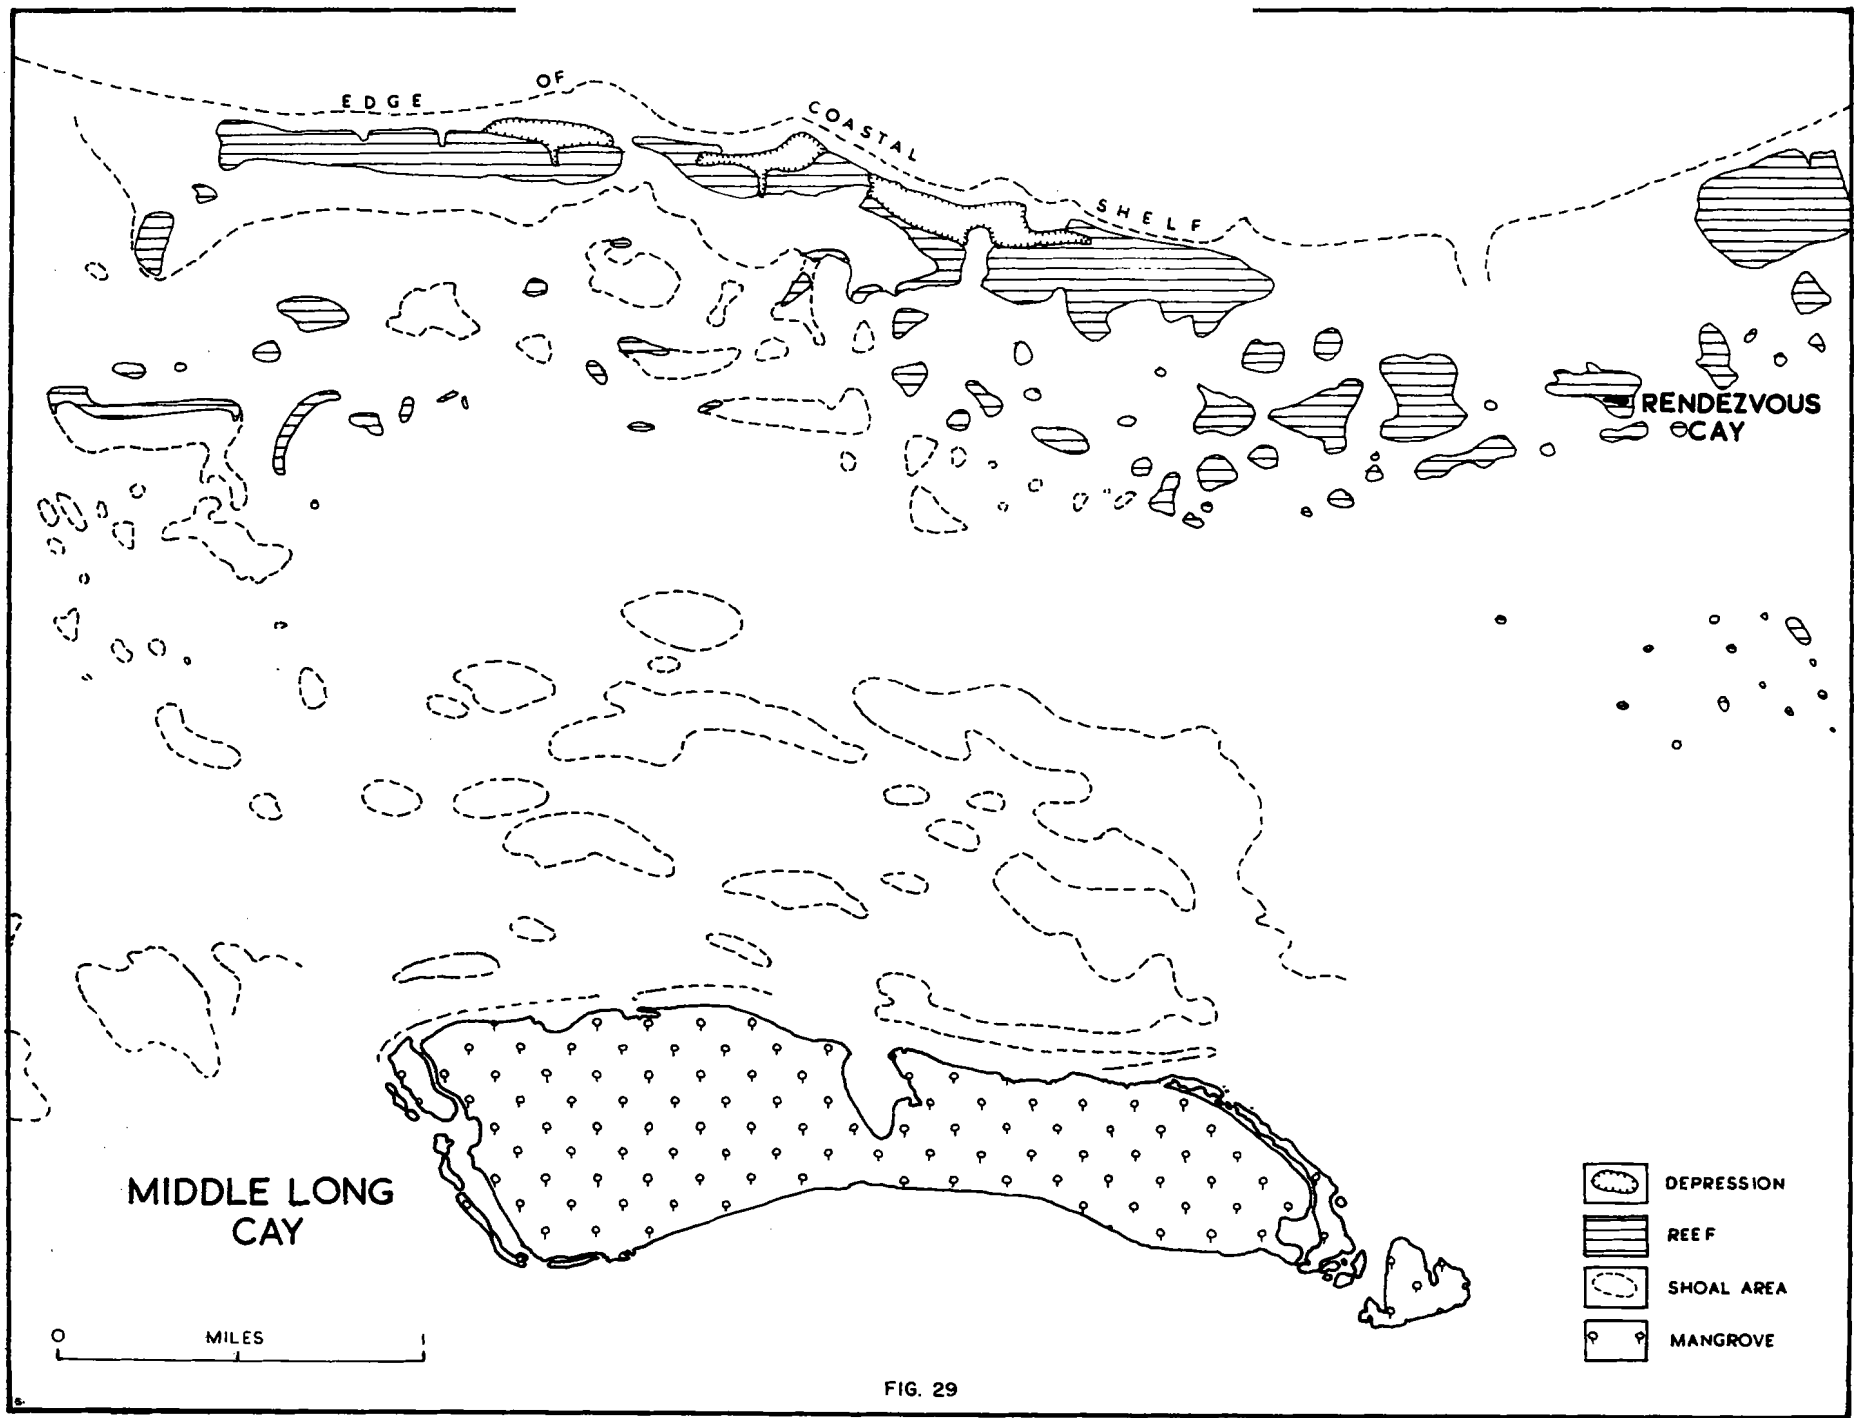 EDGE OF COASTAL SHELF
RENDEZVOUS
CAY
MIDDLE LONG
CAY
DEPRESSION
REEF
SHOAL AREA
MANGROVE
0 MILES 1
FIG. 29